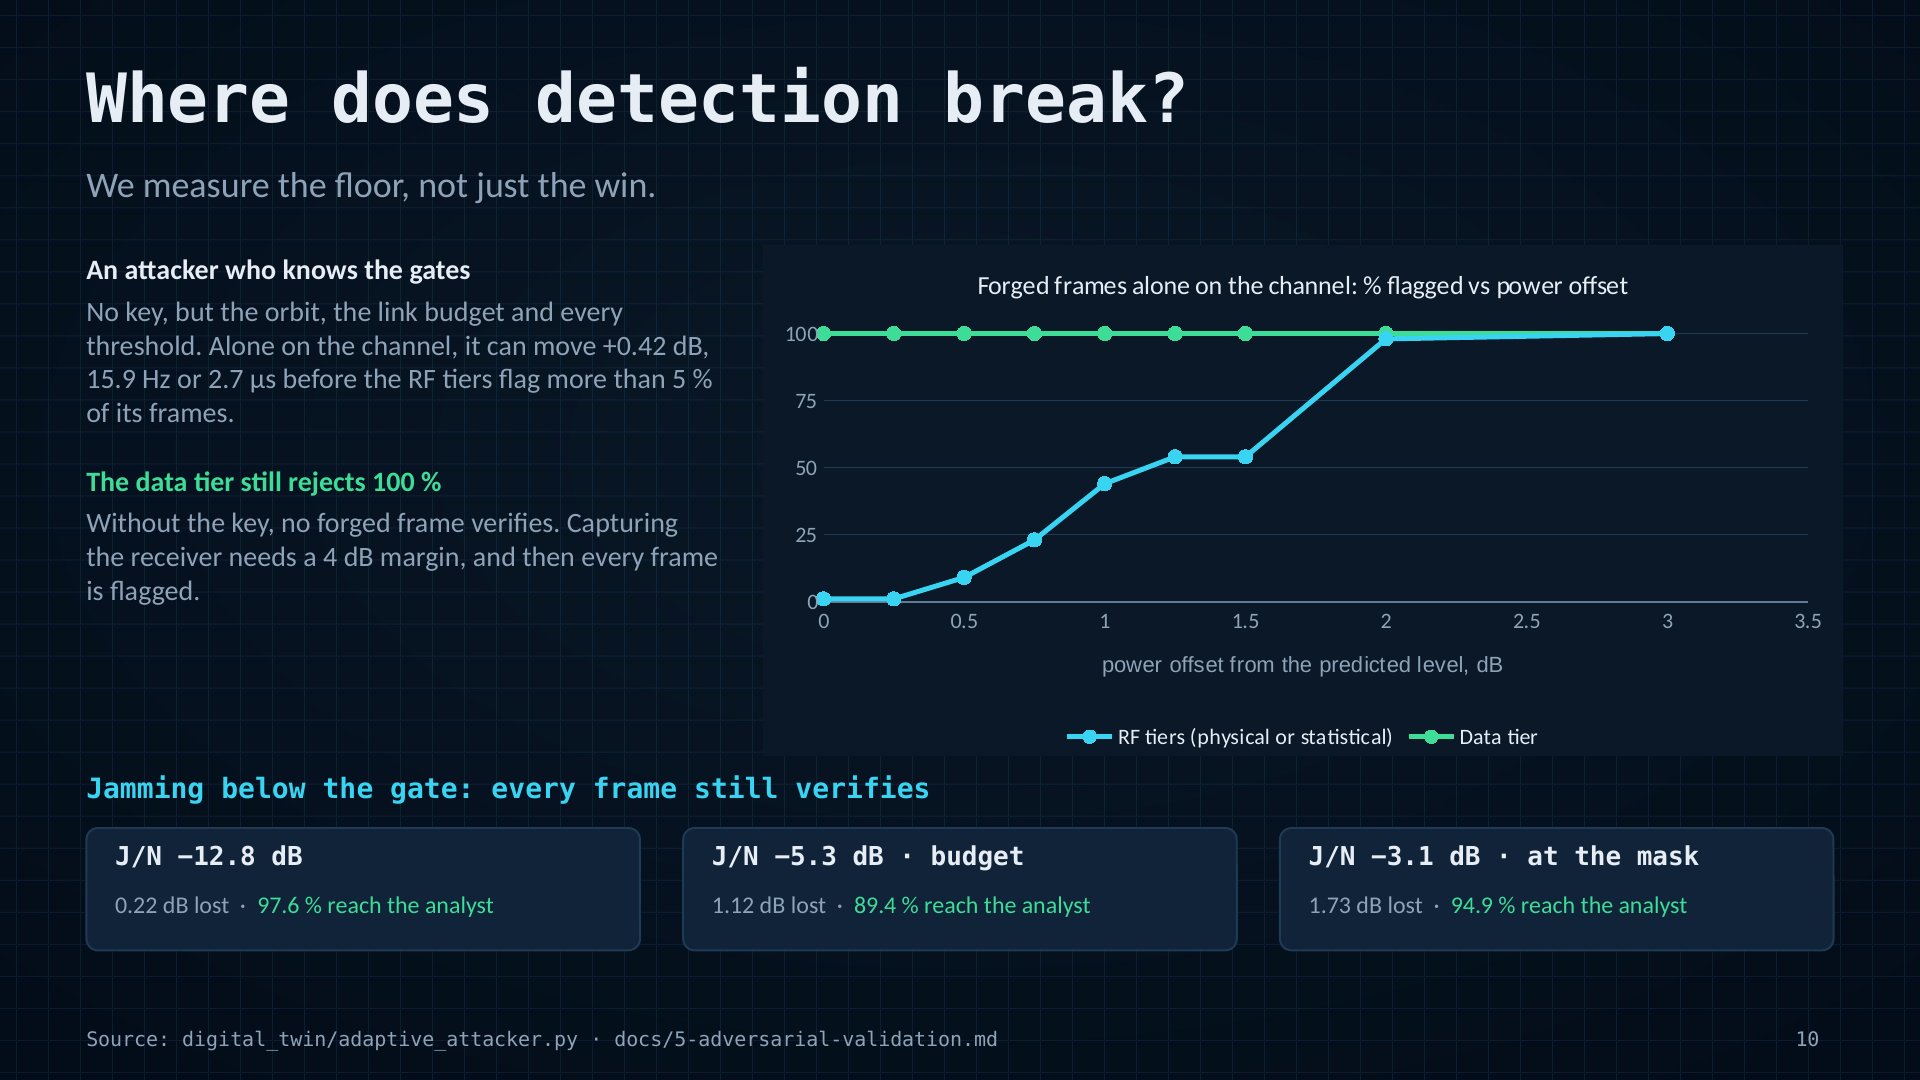 Where does detection break?
We measure the floor, not just the win.
An attacker who knows the gates
No key, but the orbit, the link budget and every
threshold. Alone on the channel, it can move +0.42 dB,
15.9 Hz or 2.7 µs before the RF tiers flag more than 5 %
of its frames.
The data tier still rejects 100 %
Without the key, no forged frame verifies. Capturing
the receiver needs a 4 dB margin, and then every frame
is flagged.
Forged frames alone on the channel: % flagged vs power offset
100
75
50
25
0
0 0.5 1 1.5 2 2.5 3 3.5
power offset from the predicted level, dB
RF tiers (physical or statistical) Data tier
Jamming below the gate: every frame still verifies
J/N −12.8 dB
0.22 dB lost · 97.6 % reach the analyst
J/N −5.3 dB · budget
1.12 dB lost · 89.4 % reach the analyst
J/N −3.1 dB · at the mask
1.73 dB lost · 94.9 % reach the analyst
Source: digital_twin/adaptive_attacker.py · docs/5-adversarial-validation.md
10